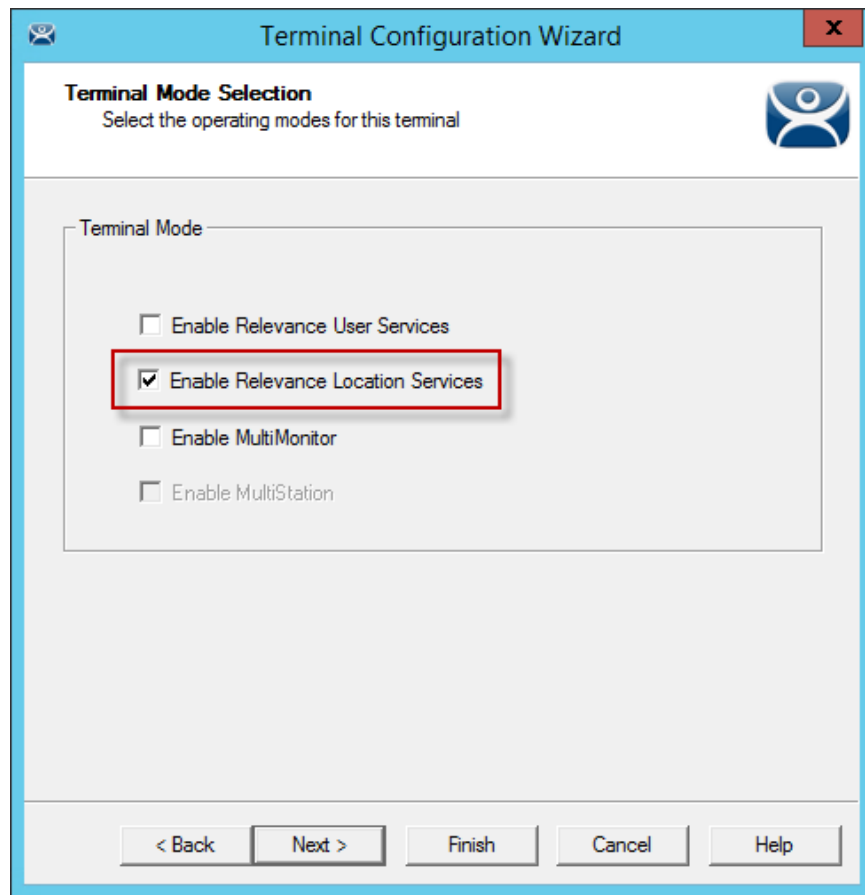 Terminal Configuration Wizard
x
Terminal Mode Selection
Select the operating modes for this terminal
Terminal Mode
Enable Relevance User Services
Enable Relevance Location Services
Enable MultiMonitor
Enable MultiStation
< Back Next > Finish Cancel Help